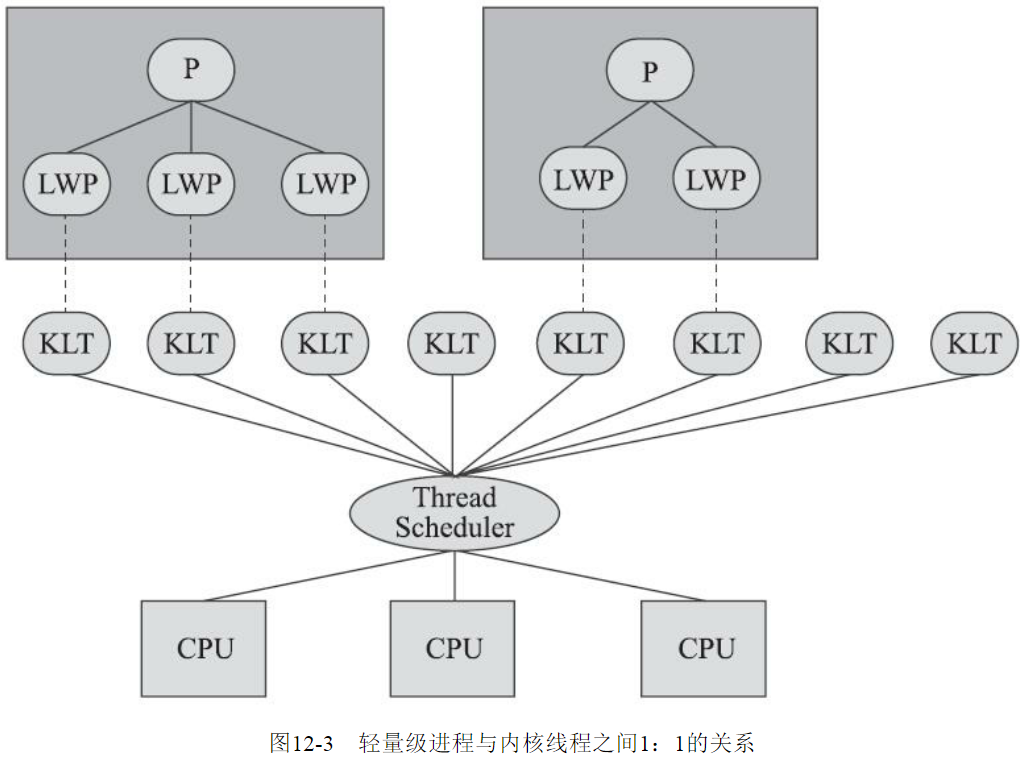 P
P
LWP LWP LWP
LWP LWP
KLT KLT KLT KLT KLT KLT KLT KLT
Thread
Scheduler
CPU CPU CPU
图12-3 轻量级进程与内核线程之间1：1的关系